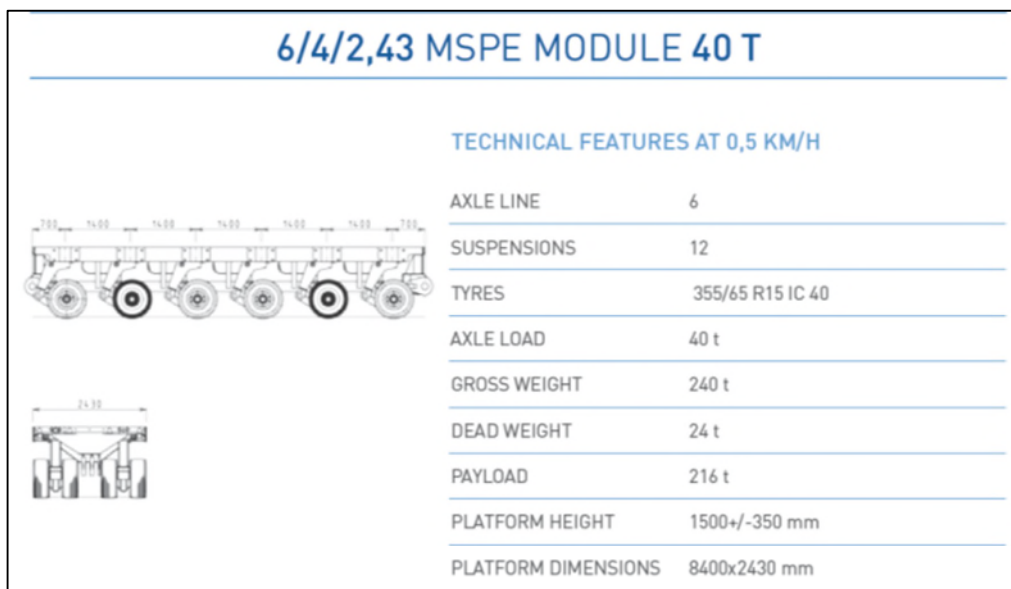 6/4/2,43 MSPE MODULE 40 T
TECHNICAL FEATURES AT 0,5 KM/H
AXLE LINE 6
SUSPENSIONS 12
TYRES 355/65 R15 IC 40
AXLE LOAD 40 t
GROSS WEIGHT 240 t
DEAD WEIGHT 24 t
PAYLOAD 216 t
PLATFORM HEIGHT 1500+/-350 mm
PLATFORM DIMENSIONS 8400x2430 mm
700 1400 1400 1400 1400 1400 700
2430